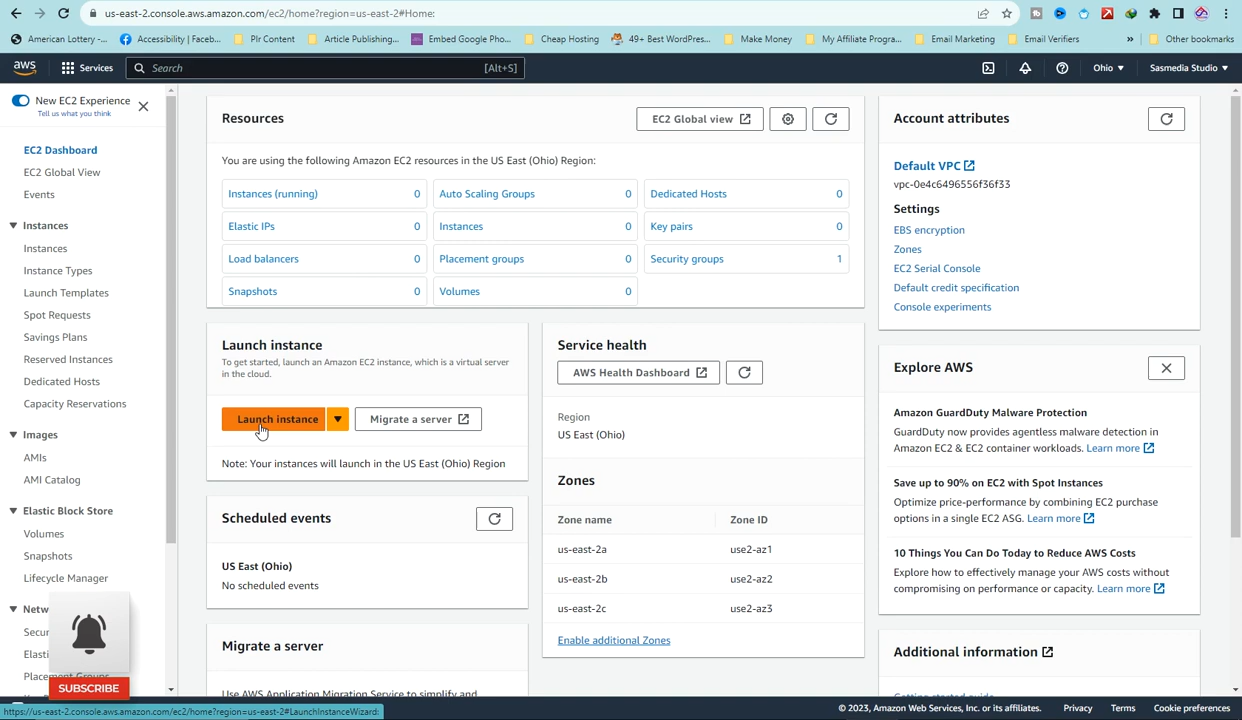 us-east-2.console.aws.amazon.com/ec2/home?region=us-east-2#Home:
American Lottery -...
Accessibility | Faceb...
Plr Content
Article Publishing...
Embed Google Pho...
Cheap Hosting
49+ Best WordPress...
Make Money
My Affiliate Progra...
Email Marketing
Email Verifiers
»
Other bookmarks
aws
Services
Search
[Alt+S]
Ohio
Sasmedia Studio
New EC2 Experience
Tell us what you think
EC2 Dashboard
EC2 Global View
Events
Instances
Instances
Instance Types
Launch Templates
Spot Requests
Savings Plans
Reserved Instances
Dedicated Hosts
Capacity Reservations
Images
AMIs
AMI Catalog
Elastic Block Store
Volumes
Snapshots
Lifecycle Manager
Netw
Secur
Elasti
Placement Groups
SUBSCRIBE
Resources
EC2 Global view
You are using the following Amazon EC2 resources in the US East (Ohio) Region:
Instances (running) 0
Auto Scaling Groups 0
Dedicated Hosts 0
Elastic IPs 0
Instances 0
Key pairs 0
Load balancers 0
Placement groups 0
Security groups 1
Snapshots 0
Volumes 0
Launch instance
To get started, launch an Amazon EC2 instance, which is a virtual server
in the cloud.
Launch instance
Migrate a server
Note: Your instances will launch in the US East (Ohio) Region
Scheduled events
US East (Ohio)
No scheduled events
Migrate a server
Use AWS Application Migration Service to simplify and
Service health
AWS Health Dashboard
Region
US East (Ohio)
Zones
Zone name
Zone ID
us-east-2a
use2-az1
us-east-2b
use2-az2
us-east-2c
use2-az3
Enable additional Zones
Account attributes
Default VPC
vpc-0e4c6496556f36f33
Settings
EBS encryption
Zones
EC2 Serial Console
Default credit specification
Console experiments
Explore AWS
Amazon GuardDuty Malware Protection
GuardDuty now provides agentless malware detection in
Amazon EC2 & EC2 container workloads. Learn more
Save up to 90% on EC2 with Spot Instances
Optimize price-performance by combining EC2 purchase
options in a single EC2 ASG. Learn more
10 Things You Can Do Today to Reduce AWS Costs
Explore how to effectively manage your AWS costs without
compromising on performance or capacity. Learn more
Additional information
Getting started guide
https://us-east-2.console.aws.amazon.com/ec2/home?region=us-east-2#LaunchInstanceWizard:
© 2023, Amazon Web Services, Inc. or its affiliates.
Privacy
Terms
Cookie preferences